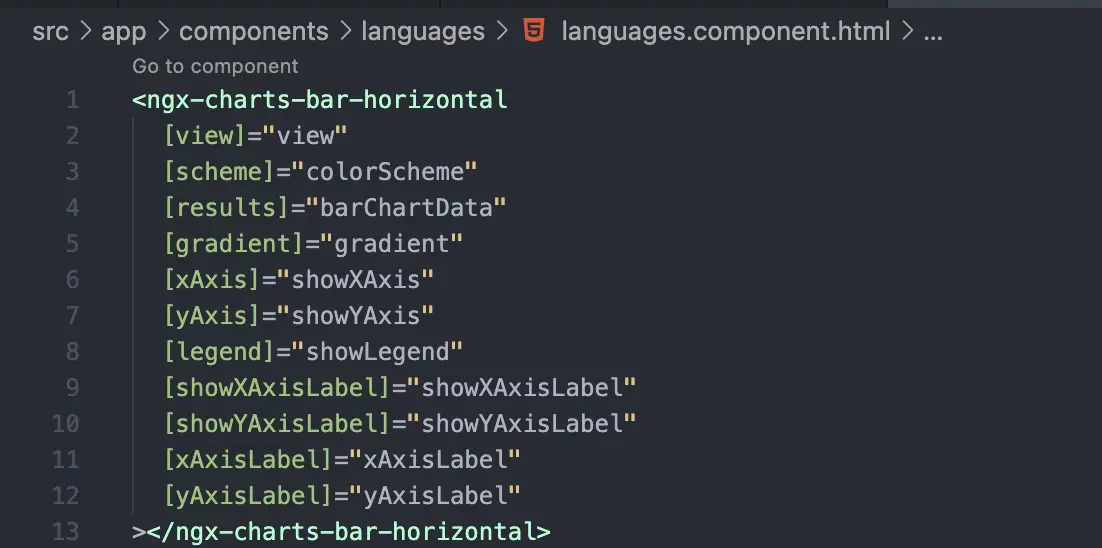 src > app > components > languages > languages.component.html > ...
Go to component
1 <ngx-charts-bar-horizontal
2 [view]="view"
3 [scheme]="colorScheme"
4 [results]="barChartData"
5 [gradient]="gradient"
6 [xAxis]="showXAxis"
7 [yAxis]="showYAxis"
8 [legend]="showLegend"
9 [showXAxisLabel]="showXAxisLabel"
10 [showYAxisLabel]="showYAxisLabel"
11 [xAxisLabel]="xAxisLabel"
12 [yAxisLabel]="yAxisLabel"
13 ></ngx-charts-bar-horizontal>